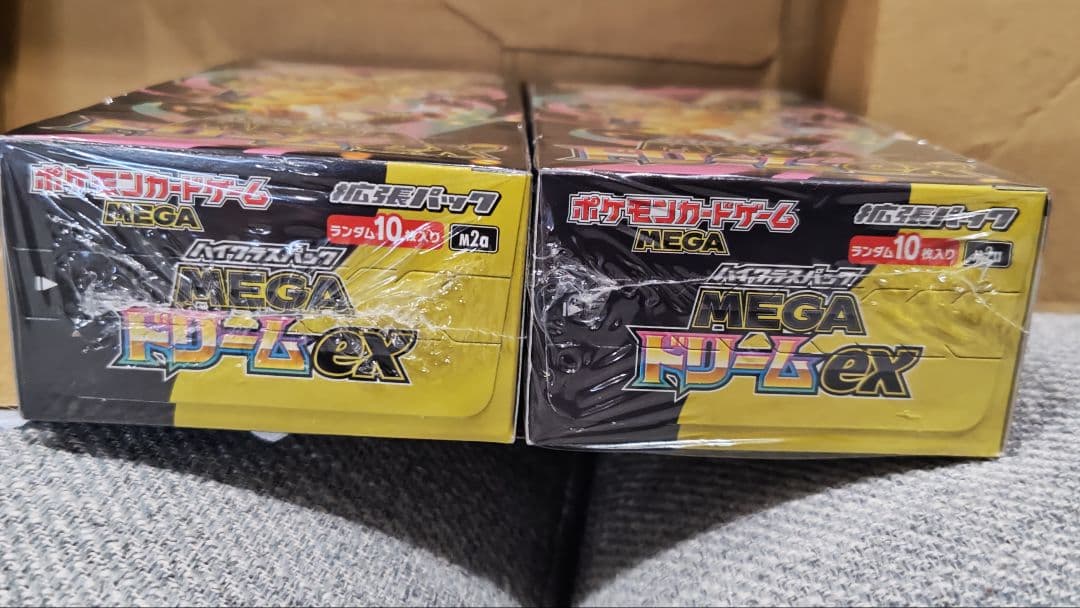 ポケモンカードゲーム
MEGA
拡張パック
ランダム10枚入り
M2a
ハイクラスパック
MEGA
ドリームex
ポケモンカードゲーム
MEGA
拡張パック
ランダム10枚入り
M2a
ハイクラスパック
MEGA
ドリームex